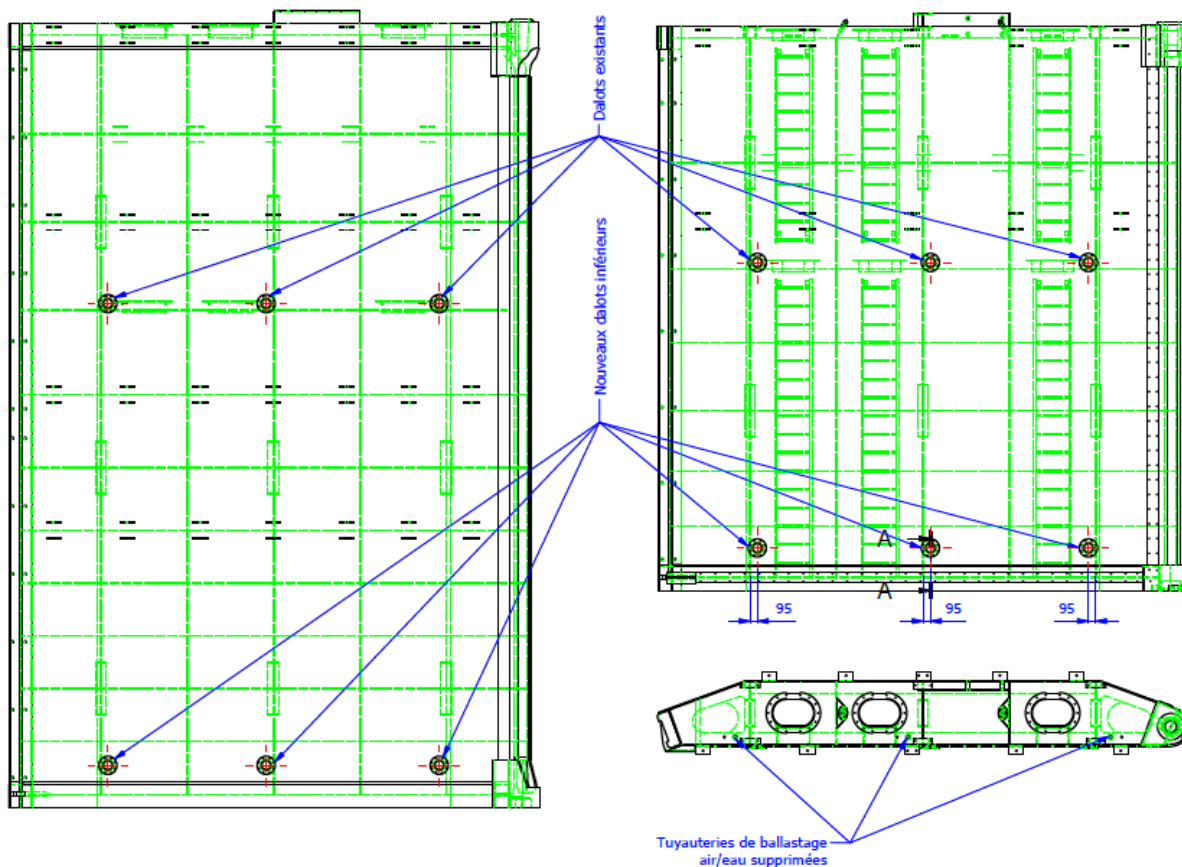 Dalots existants
Nouveaux dalots inférieurs
A
A
95
95
95
Tuyauteries de ballastage
air/eau supprimées